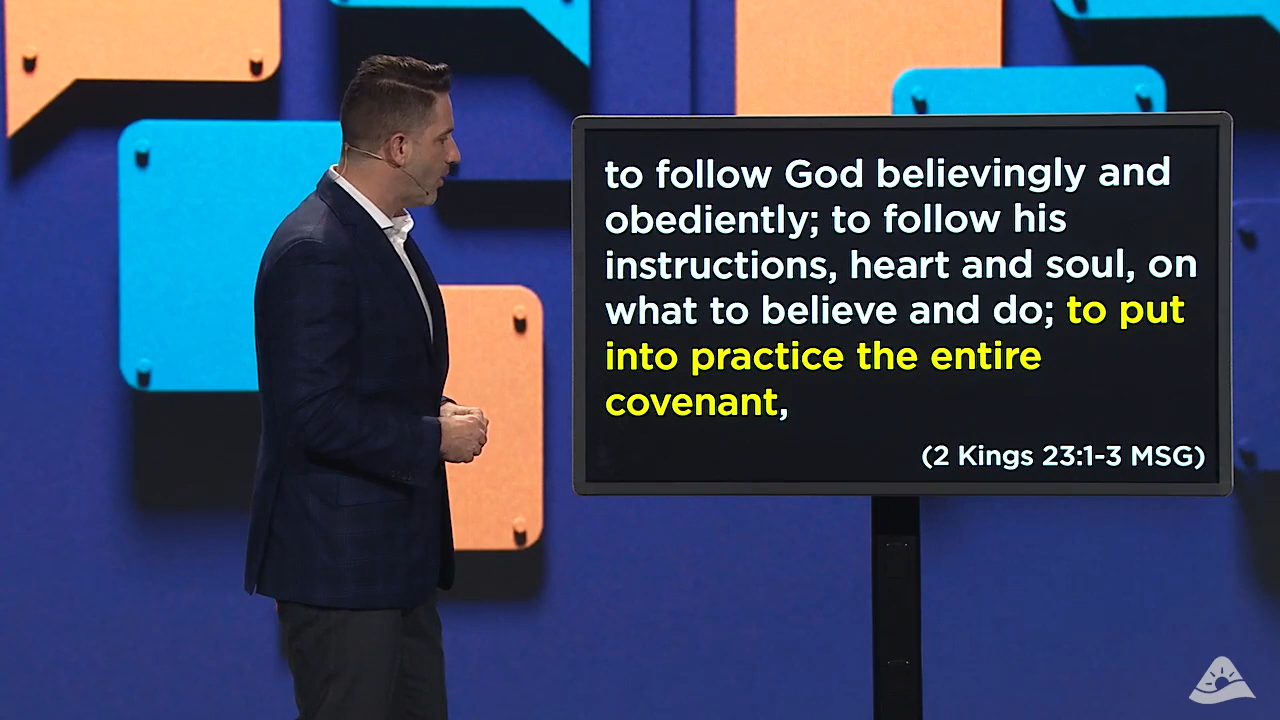 to follow God believingly and
obediently; to follow his
instructions, heart and soul, on
what to believe and do; to put
into practice the entire
covenant,
(2 Kings 23:1-3 MSG)